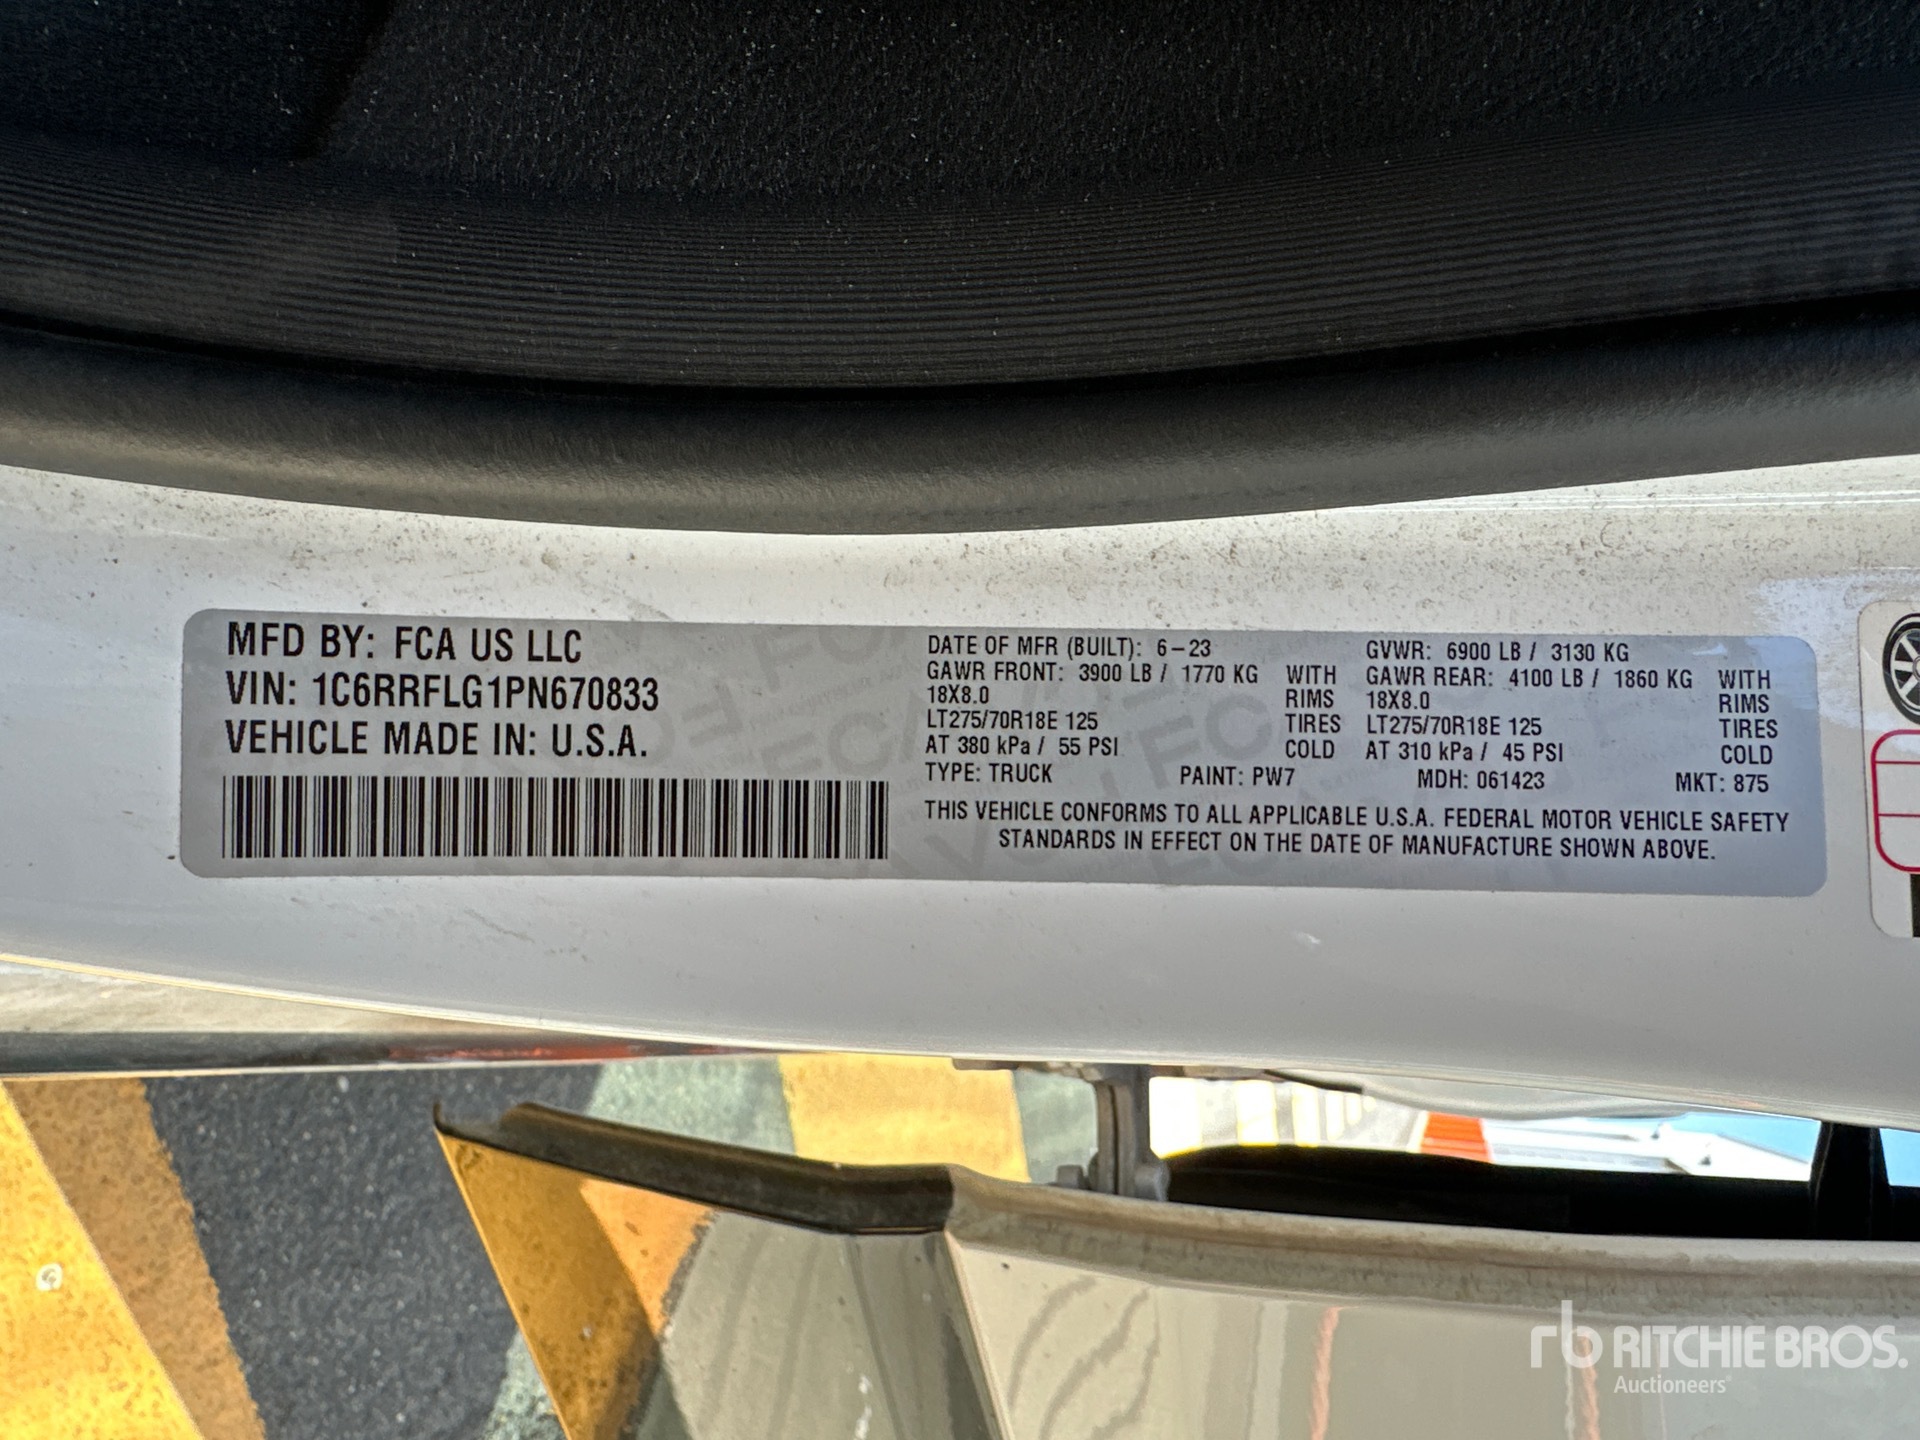 MFD BY: FCA US LLC
VIN: 1C6RRFLG1PN670833
VEHICLE MADE IN: U.S.A.
DATE OF MFR (BUILT): 6-23 GVWR: 6900 LB / 3130 KG
GAWR FRONT: 3900 LB / 1770 KG WITH GAWR REAR: 4100 LB / 1860 KG WITH
18X8.0 RIMS 18X8.0 RIMS
LT275/70R18E 125 TIRES LT275/70R18E 125 TIRES
AT 380 kPa / 55 PSI COLD AT 310 kPa / 45 PSI COLD
TYPE: TRUCK PAINT: PW7 MDH: 061423 MKT: 875
THIS VEHICLE CONFORMS TO ALL APPLICABLE U.S.A. FEDERAL MOTOR VEHICLE SAFETY
STANDARDS IN EFFECT ON THE DATE OF MANUFACTURE SHOWN ABOVE.
rb RITCHIE BROS.
Auctioneers